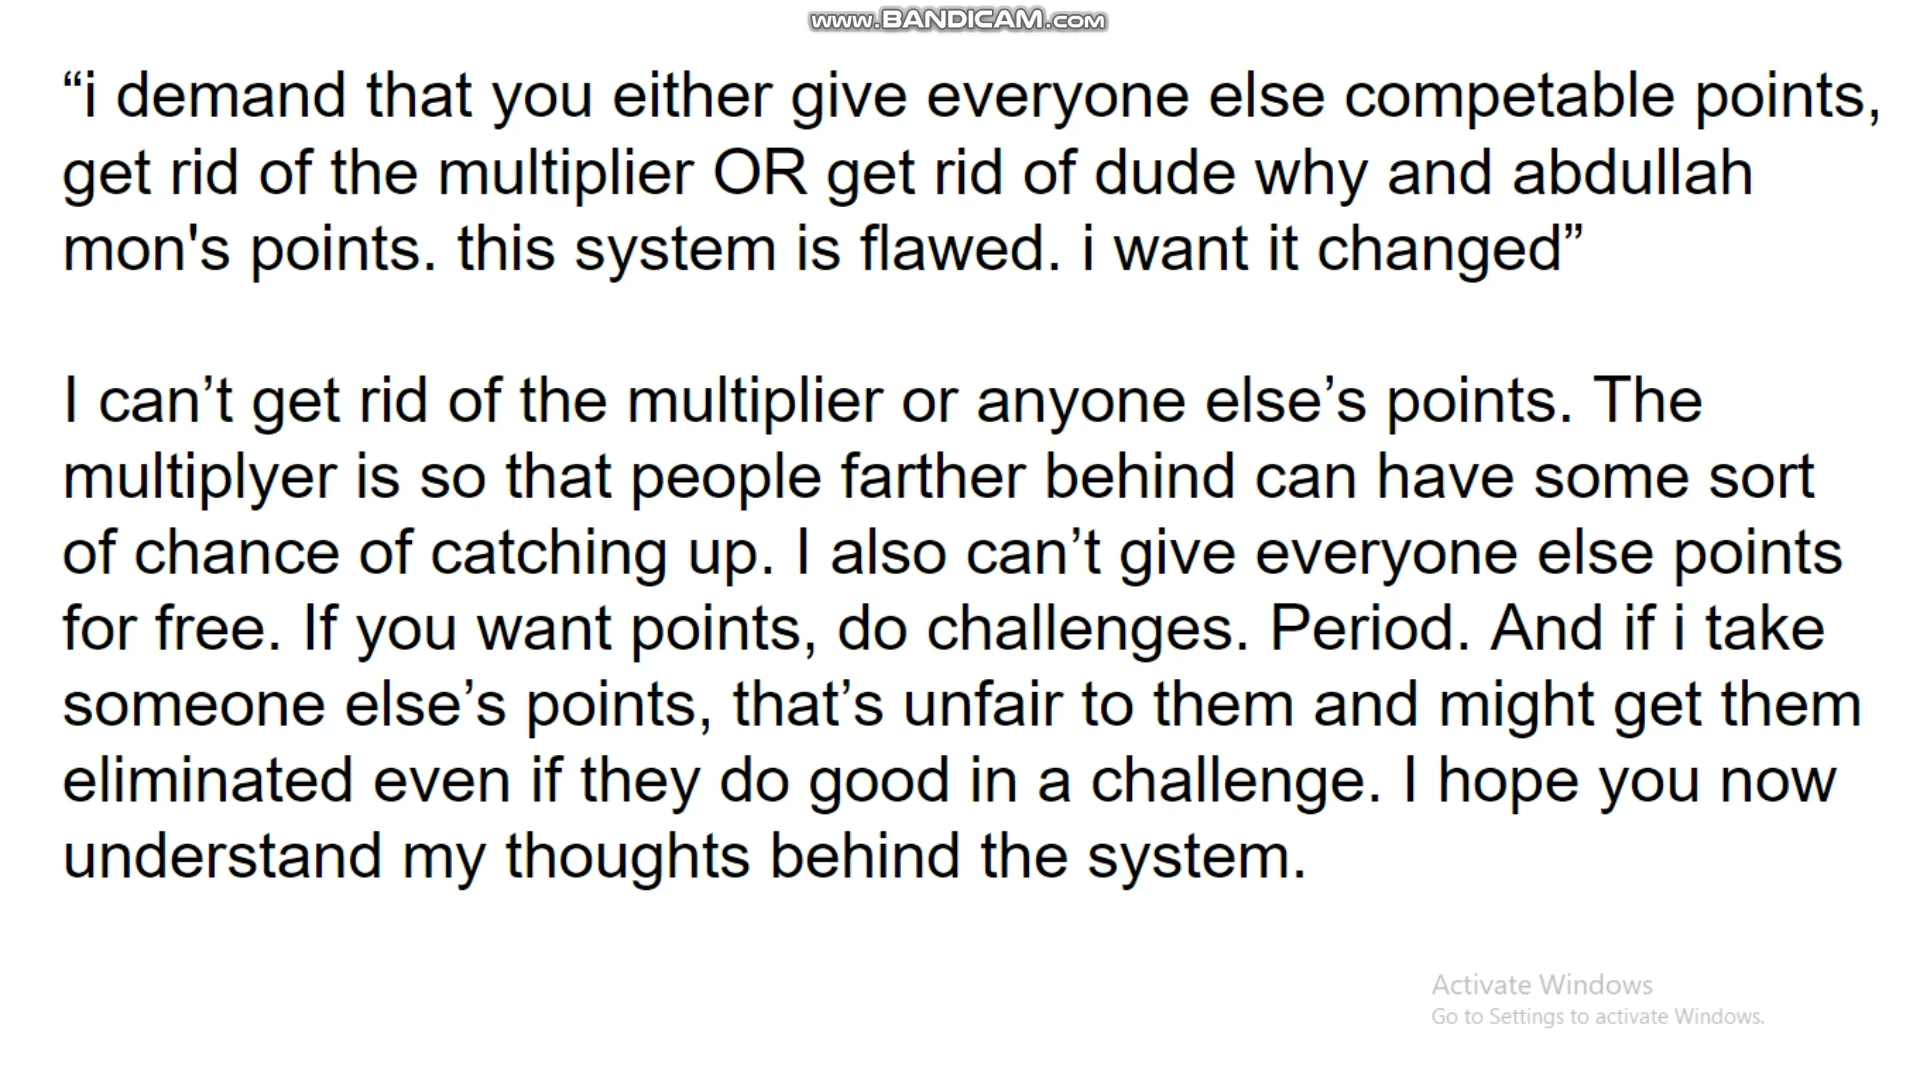 www.BANDICAM.com
“i demand that you either give everyone else competable points,
get rid of the multiplier OR get rid of dude why and abdullah
mon's points. this system is flawed. i want it changed”
I can’t get rid of the multiplier or anyone else’s points. The
multiplyer is so that people farther behind can have some sort
of chance of catching up. I also can’t give everyone else points
for free. If you want points, do challenges. Period. And if i take
someone else’s points, that’s unfair to them and might get them
eliminated even if they do good in a challenge. I hope you now
understand my thoughts behind the system.
Activate Windows
Go to Settings to activate Windows.